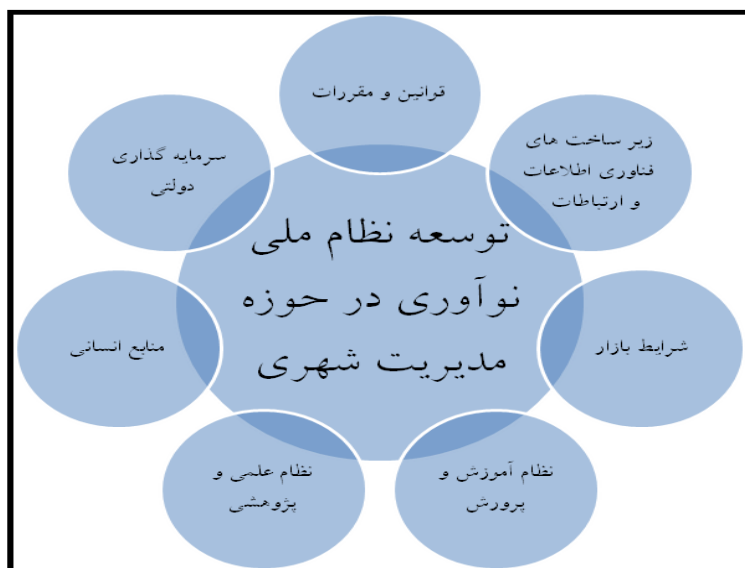 قوانین و مقررات
زیر ساخت های
فناوری اطلاعات
و ارتباطات
شرایط بازار
نظام آموزش و
پرورش
نظام علمی و
پژوهشی
منابع انسانی
سرمایه گذاری
دولتی
توسعه نظام ملی
نوآوری در حوزه
مدیریت شهری